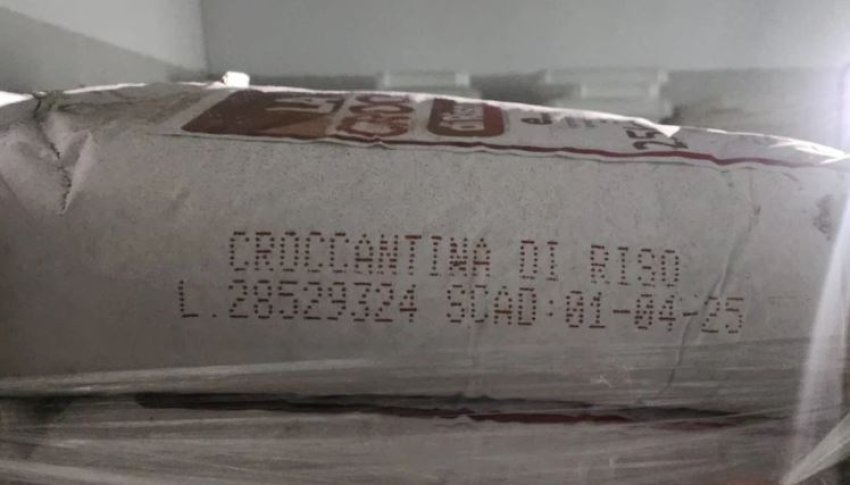 CROCCANTINA DI RISO
L.28529324 SCAD:01-04-25